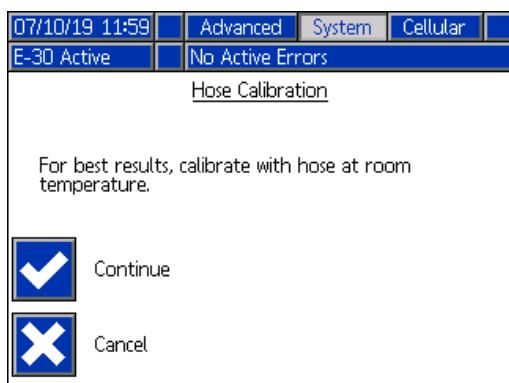 07/10/19 11:59 Advanced System Cellular
E-30 Active No Active Errors
Hose Calibration
For best results, calibrate with hose at room
temperature.
Continue
Cancel